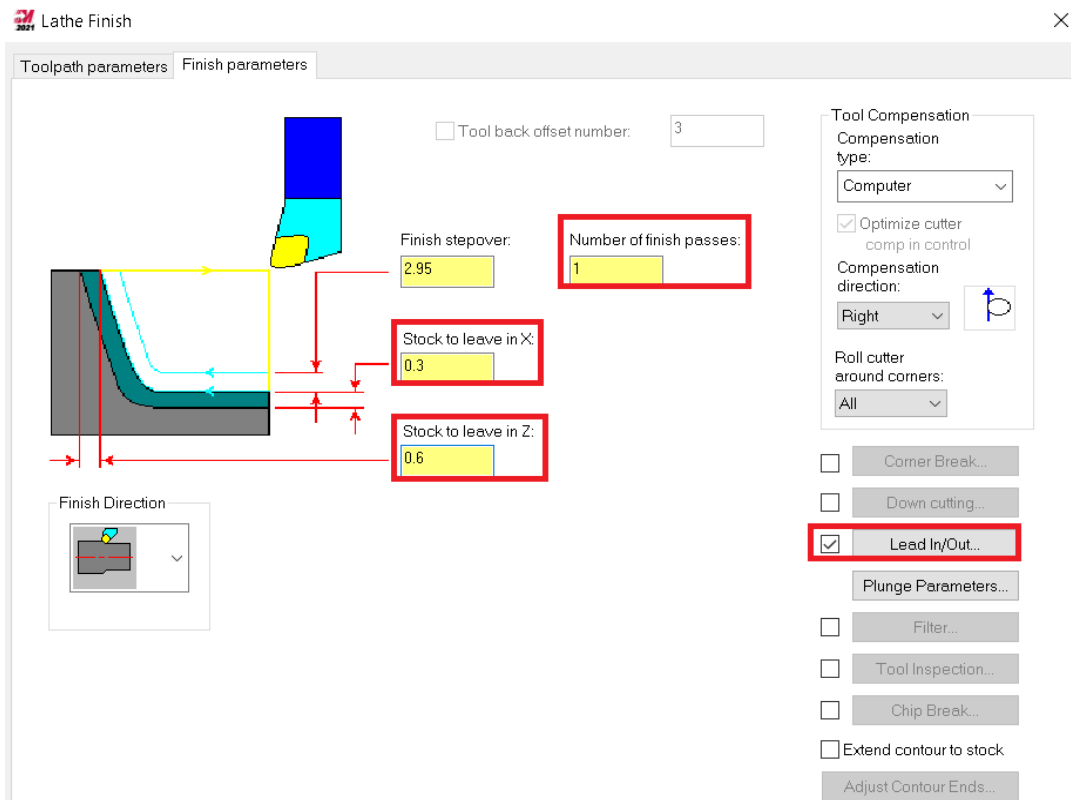 2021 Lathe Finish
Toolpath parameters Finish parameters
Tool back offset number: 3
Finish stepover:
2.95
Number of finish passes:
1
Stock to leave in X:
0.3
Stock to leave in Z:
0.6
Finish Direction
Tool Compensation
Compensation
type:
Computer
Optimize cutter
comp in control
Compensation
direction:
Right
Roll cutter
around corners:
All
Corner Break...
Down cutting...
Lead In/Out...
Plunge Parameters...
Filter...
Tool Inspection...
Chip Break...
Extend contour to stock
Adjust Contour Ends...